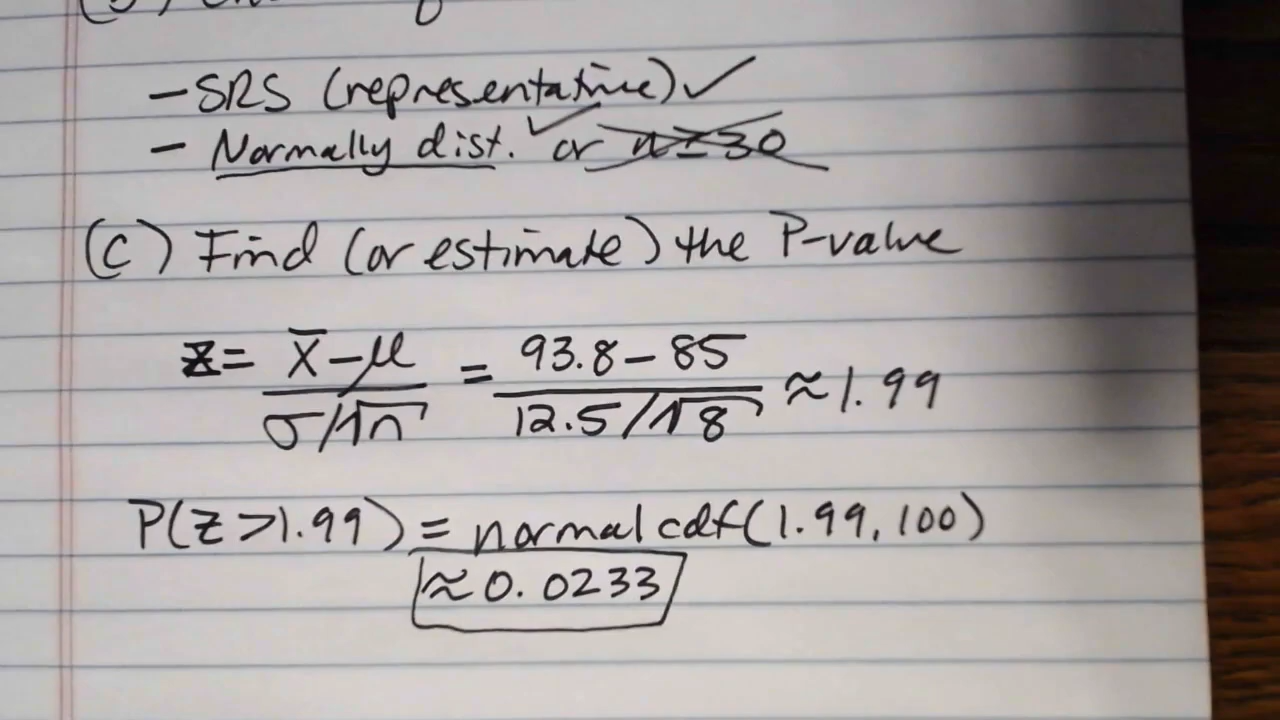 - SRS (representative) ✓
- Normally dist. ✓ or n≥30
(C) Find (or estimate) the P-value
z = x̄-μ / σ/√n = 93.8-85 / 12.5/√8 ≈ 1.99
P(z>1.99) = normalcdf(1.99, 100)
≈ 0.0233